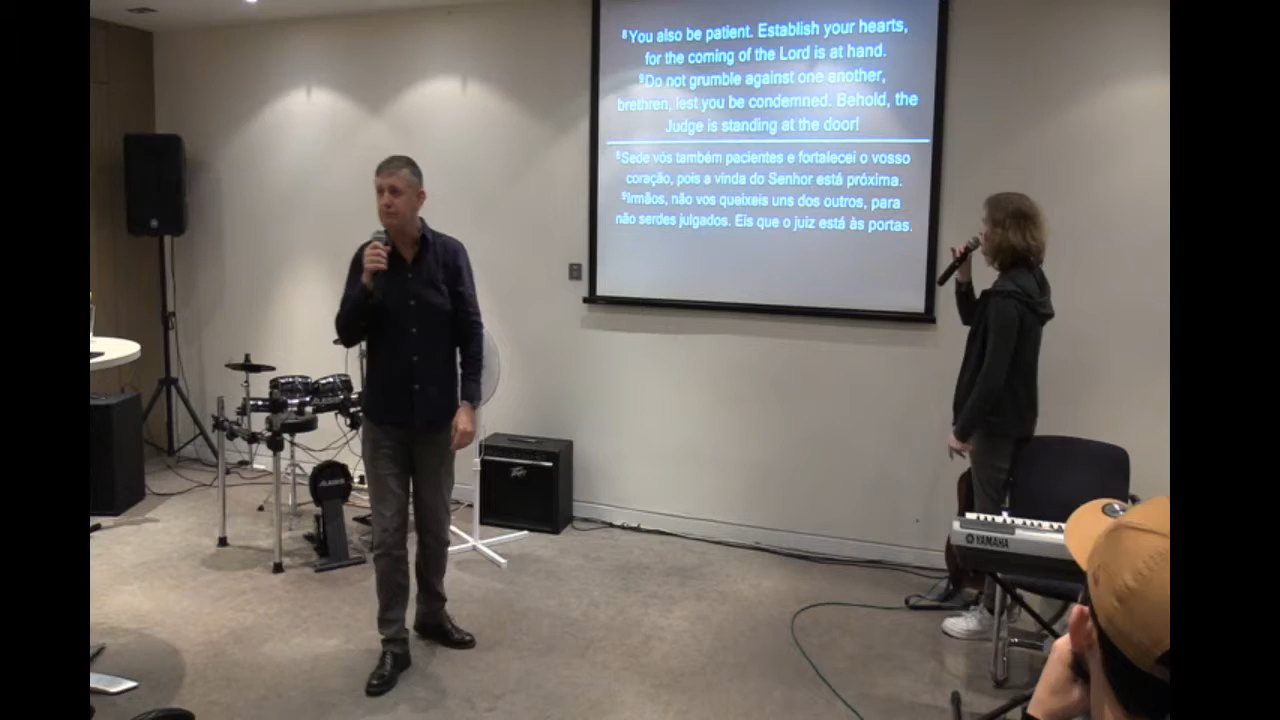 ⁸You also be patient. Establish your hearts,
for the coming of the Lord is at hand.
⁹Do not grumble against one another,
brethren, lest you be condemned. Behold, the
Judge is standing at the door!
⁸Sede vós também pacientes e fortalecei o vosso
coração, pois a vinda do Senhor está próxima.
⁹Irmãos, não vos queixeis uns dos outros, para
não serdes julgados. Eis que o juiz está às portas.
ALESIS
PEAVEY
YAMAHA